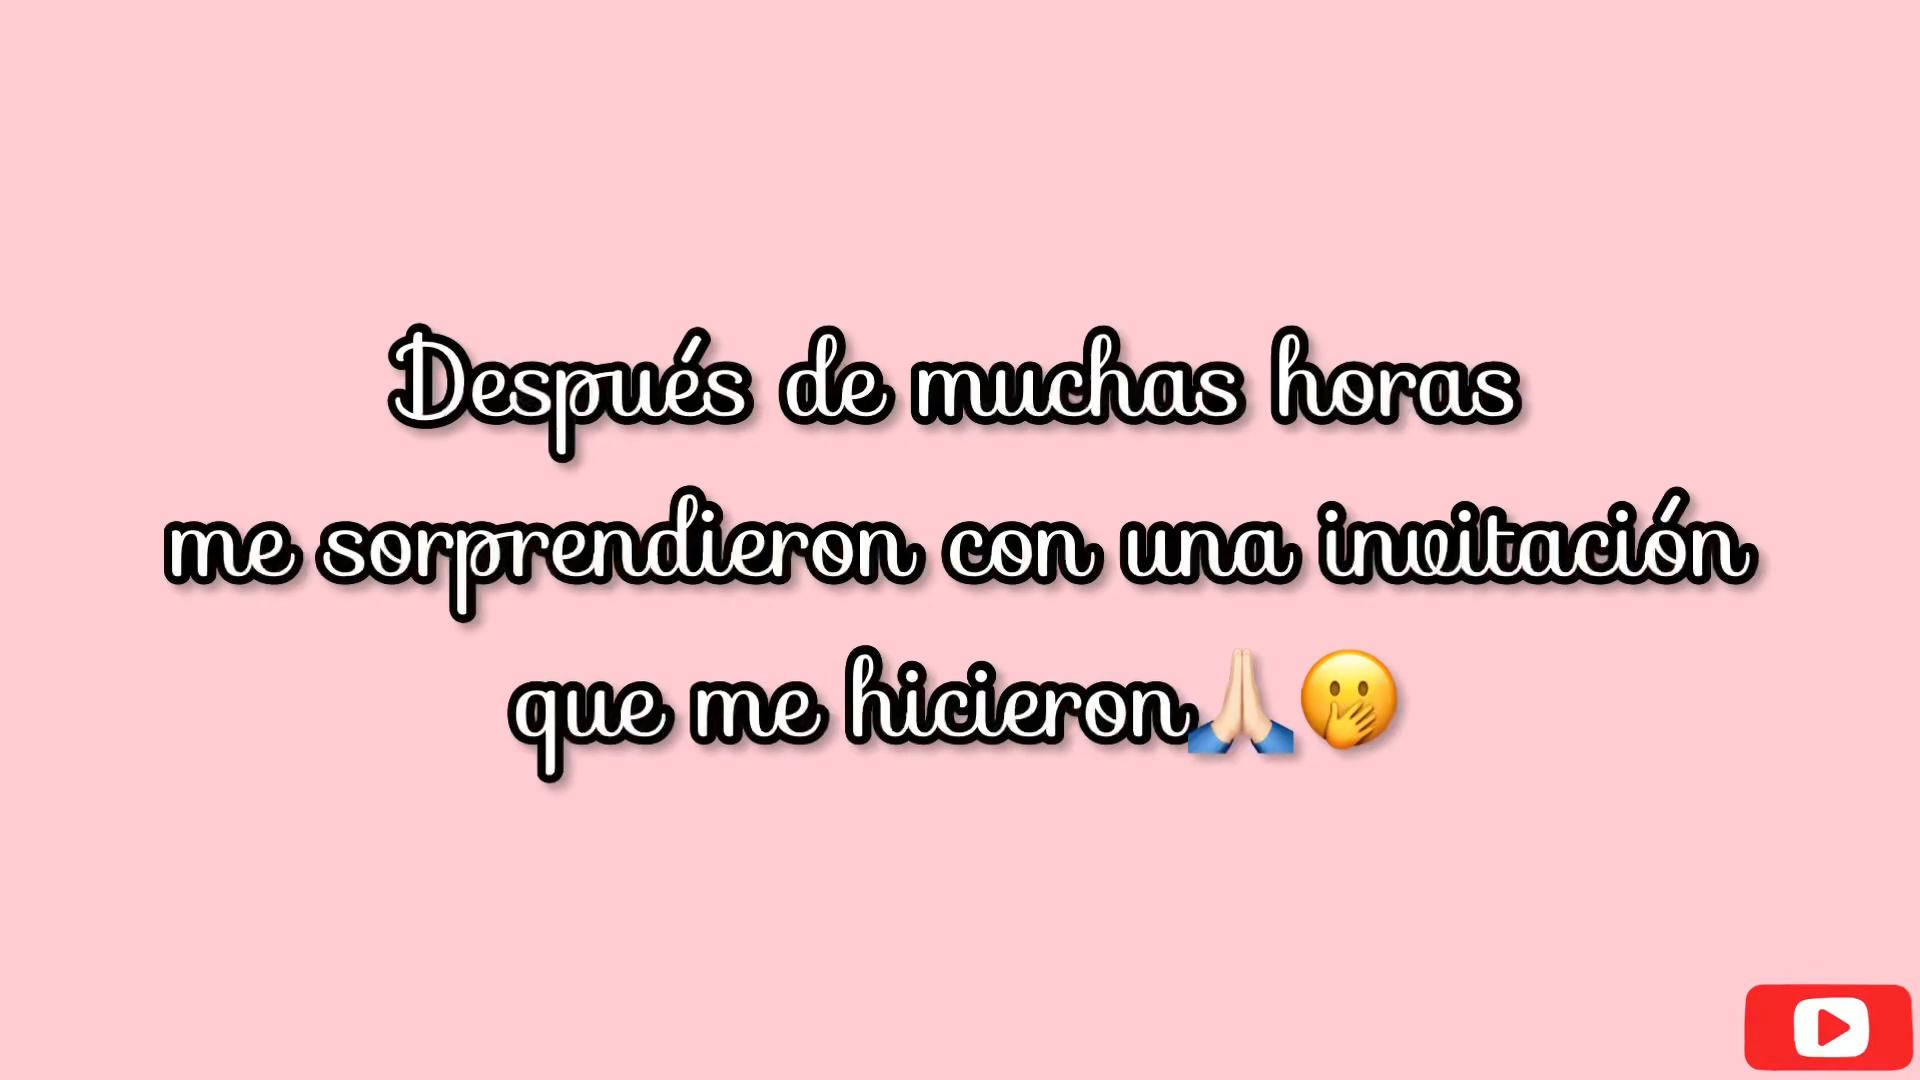 Después de muchas horas
me sorprendieron con una invitación
que me hicieron🙏🏻🤭